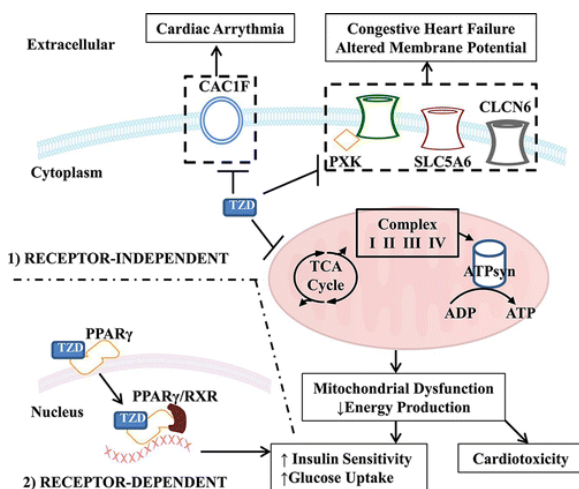 Extracellular
Cardiac Arrythmia
Congestive Heart Failure
Altered Membrane Potential
CAC1F
CLCN6
PXK
SLC5A6
Cytoplasm
TZD
1) RECEPTOR-INDEPENDENT
Complex
I II III IV
TCA
Cycle
ATPsyn
ADP
ATP
PPARγ
TZD
PPARγ/RXR
TZD
Nucleus
Mitochondrial Dysfunction
↓Energy Production
↑ Insulin Sensitivity
↑Glucose Uptake
Cardiotoxicity
2) RECEPTOR-DEPENDENT